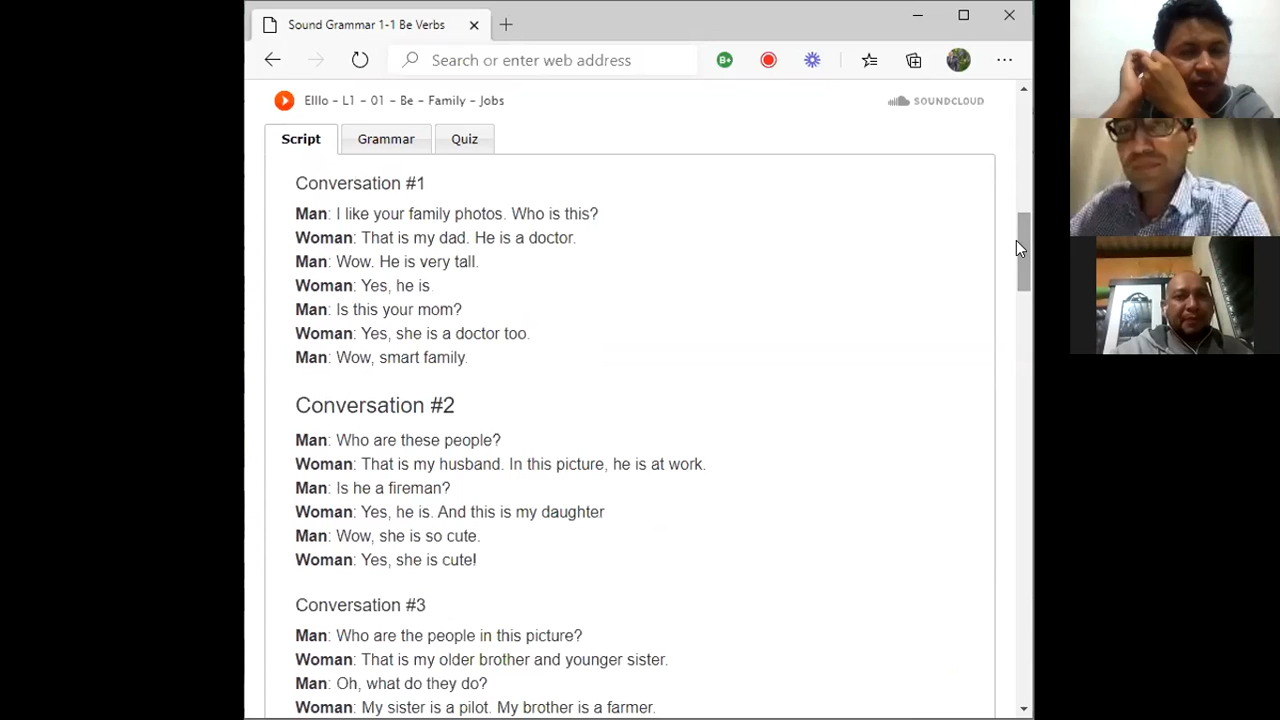 Sound Grammar 1-1 Be Verbs
Search or enter web address
B+
Elllo – L1 – 01 – Be – Family – Jobs
SOUNDCLOUD
Script Grammar Quiz
Conversation #1
Man: I like your family photos. Who is this?
Woman: That is my dad. He is a doctor.
Man: Wow. He is very tall.
Woman: Yes, he is
Man: Is this your mom?
Woman: Yes, she is a doctor too.
Man: Wow, smart family.
Conversation #2
Man: Who are these people?
Woman: That is my husband. In this picture, he is at work.
Man: Is he a fireman?
Woman: Yes, he is. And this is my daughter
Man: Wow, she is so cute.
Woman: Yes, she is cute!
Conversation #3
Man: Who are the people in this picture?
Woman: That is my older brother and younger sister.
Man: Oh, what do they do?
Woman: My sister is a pilot. My brother is a farmer.